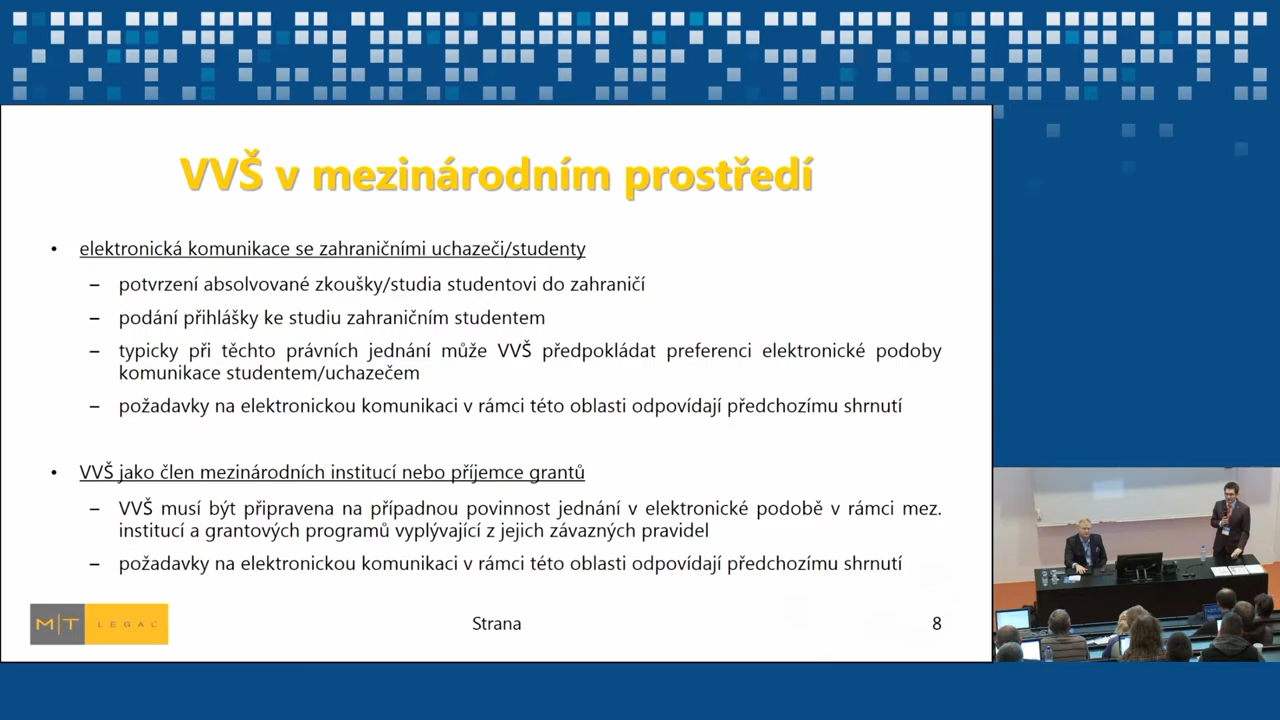 VVŠ v mezinárodním prostředí
• elektronická komunikace se zahraničními uchazeči/studenty
– potvrzení absolvované zkoušky/studia studentovi do zahraničí
– podání přihlášky ke studiu zahraničním studentem
– typicky při těchto právních jednání může VVŠ předpokládat preferenci elektronické podoby
komunikace studentem/uchazečem
– požadavky na elektronickou komunikaci v rámci této oblasti odpovídají předchozímu shrnutí
• VVŠ jako člen mezinárodních institucí nebo příjemce grantů
– VVŠ musí být připravena na případnou povinnost jednání v elektronické podobě v rámci mez.
institucí a grantových programů vyplývající z jejich závazných pravidel
– požadavky na elektronickou komunikaci v rámci této oblasti odpovídají předchozímu shrnutí
M|T LEGAL
Strana
8